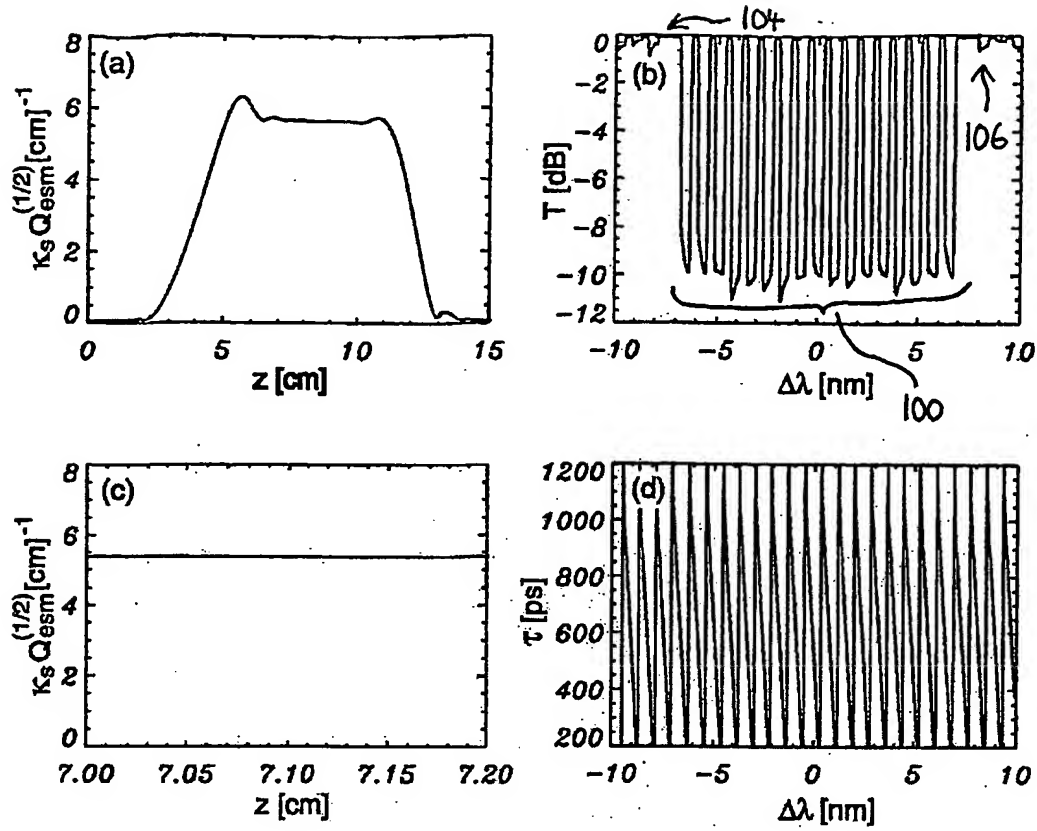 (a)
κs Q esm (1/2) [cm]-1
8
6
4
2
0
0 5 10 15
z [cm]
104
(b)
T [dB]
0
-2
-4
-6
-8
-10
-12
106
-10 -5 0 5 10
Δλ [nm]
100
(c)
κs Q esm (1/2) [cm]-1
8
6
4
2
0
7.00 7.05 7.10 7.15 7.20
z [cm]
(d)
τ [ps]
1200
1000
800
600
400
200
-10 -5 0 5 10
Δλ [nm]